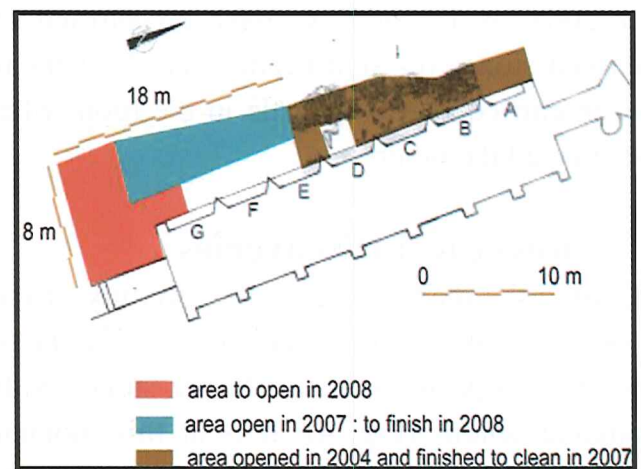 18 m
A
B
C
D
E
F
G
8 m
0 10 m
area to open in 2008
area open in 2007 : to finish in 2008
area opened in 2004 and finished to clean in 2007